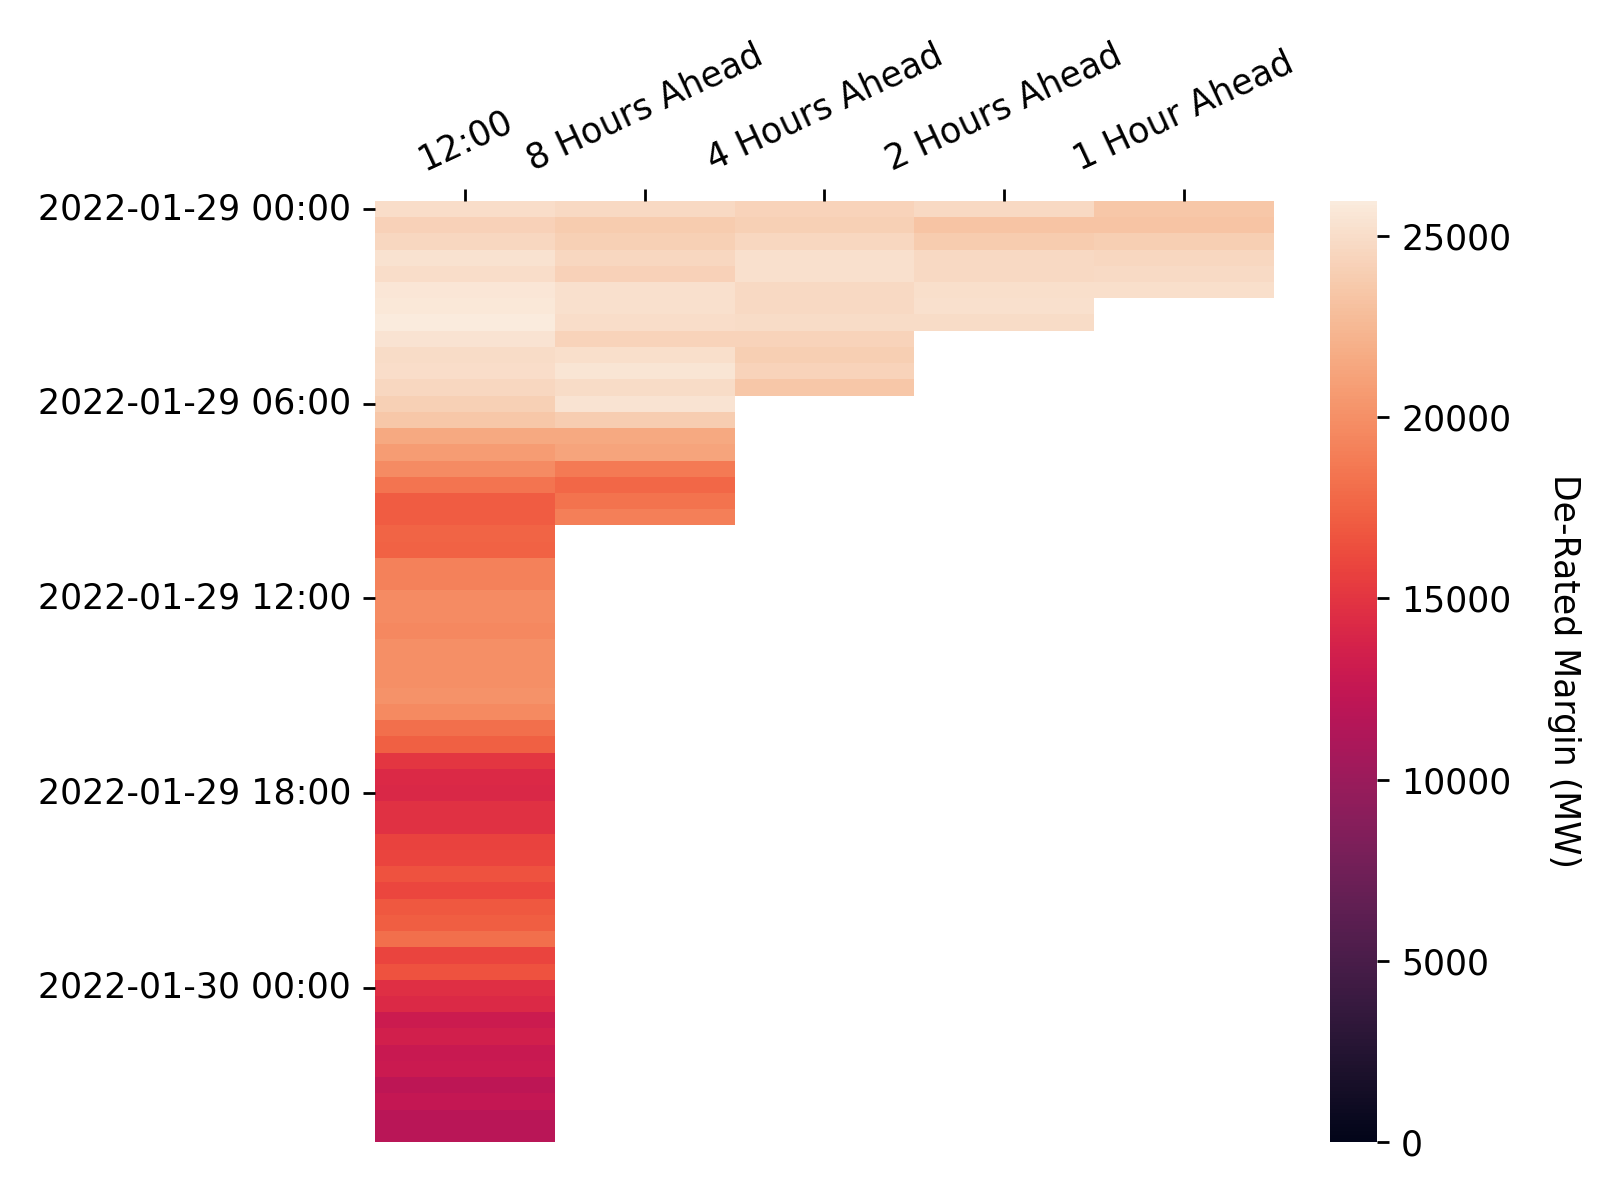 12:00
8 Hours Ahead
4 Hours Ahead
2 Hours Ahead
1 Hour Ahead
2022-01-29 00:00
2022-01-29 06:00
2022-01-29 12:00
2022-01-29 18:00
2022-01-30 00:00
25000
20000
15000
10000
5000
0
De-Rated Margin (MW)